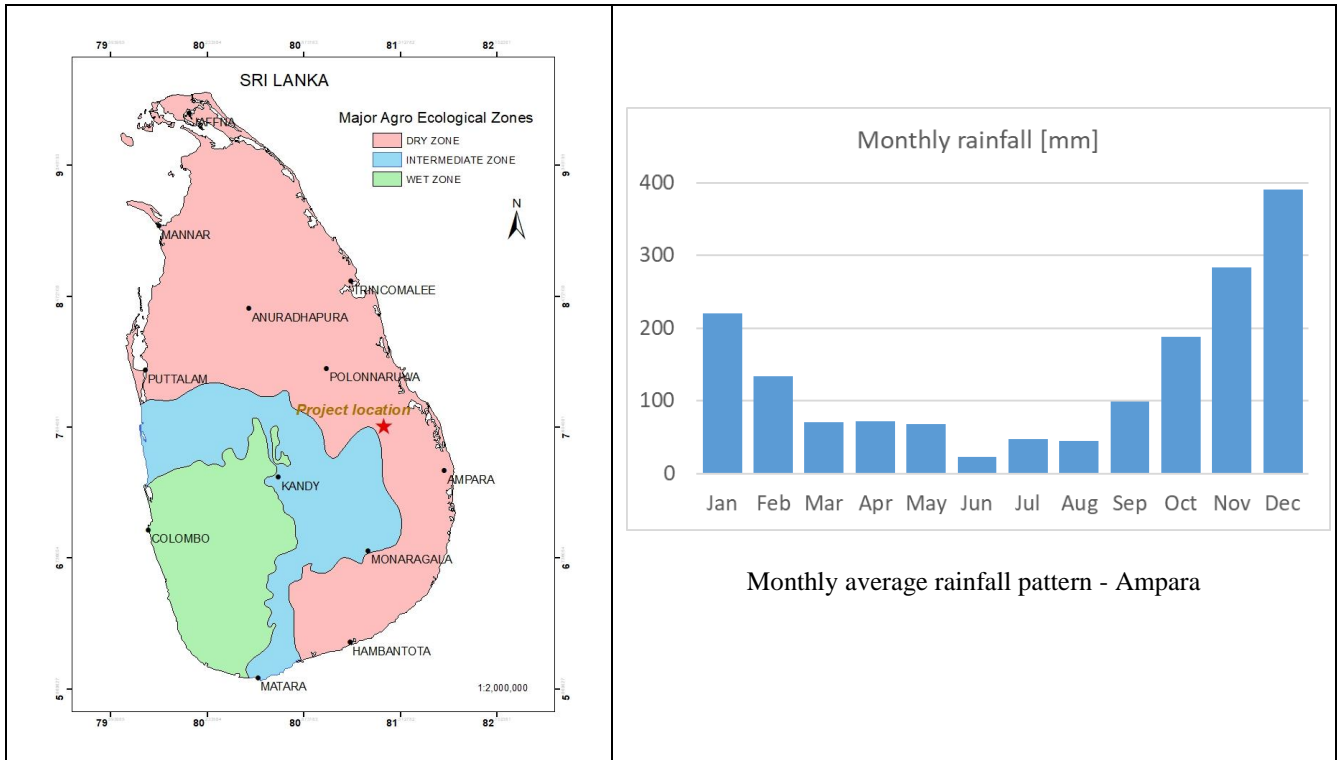 79 80 80 81 82
SRI LANKA
Major Agro Ecological Zones
DRY ZONE
INTERMEDIATE ZONE
WET ZONE
N
JAFFNA
9 9
MANNAR
TRINCOMALEE
8 8
ANURADHAPURA
POLONNARUWA
PUTTALAM
Project location
7 7
AMPARA
KANDY
COLOMBO
MONARAGALA
6 6
HAMBANTOTA
MATARA
1:2,000,000
5 5
79 80 80 81 82
Monthly rainfall [mm]
400
300
200
100
0
Jan Feb Mar Apr May Jun Jul Aug Sep Oct Nov Dec
Monthly average rainfall pattern - Ampara